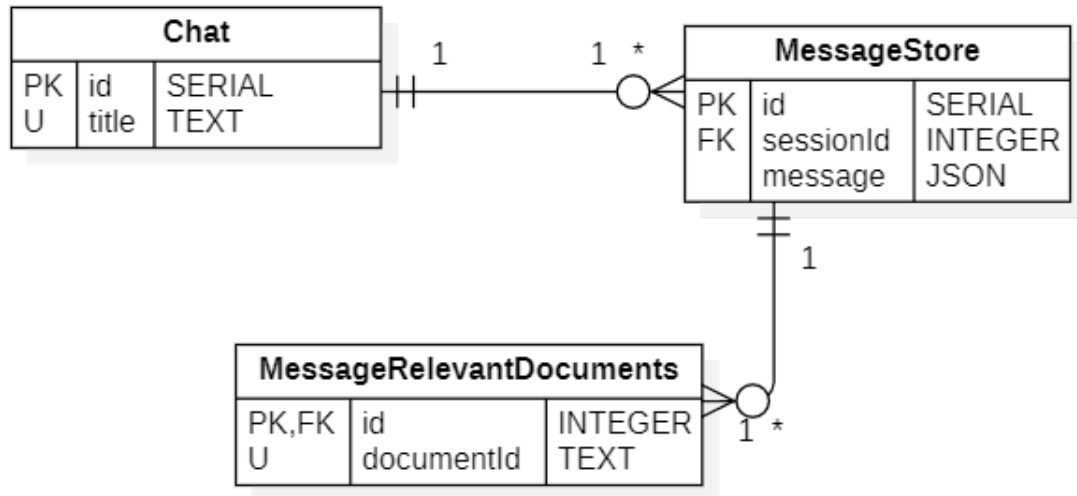 Chat
PK id SERIAL
U title TEXT
1
1 *
MessageStore
PK id SERIAL
FK sessionId INTEGER
message JSON
1
MessageRelevantDocuments
PK,FK id INTEGER
U documentId TEXT
1 *